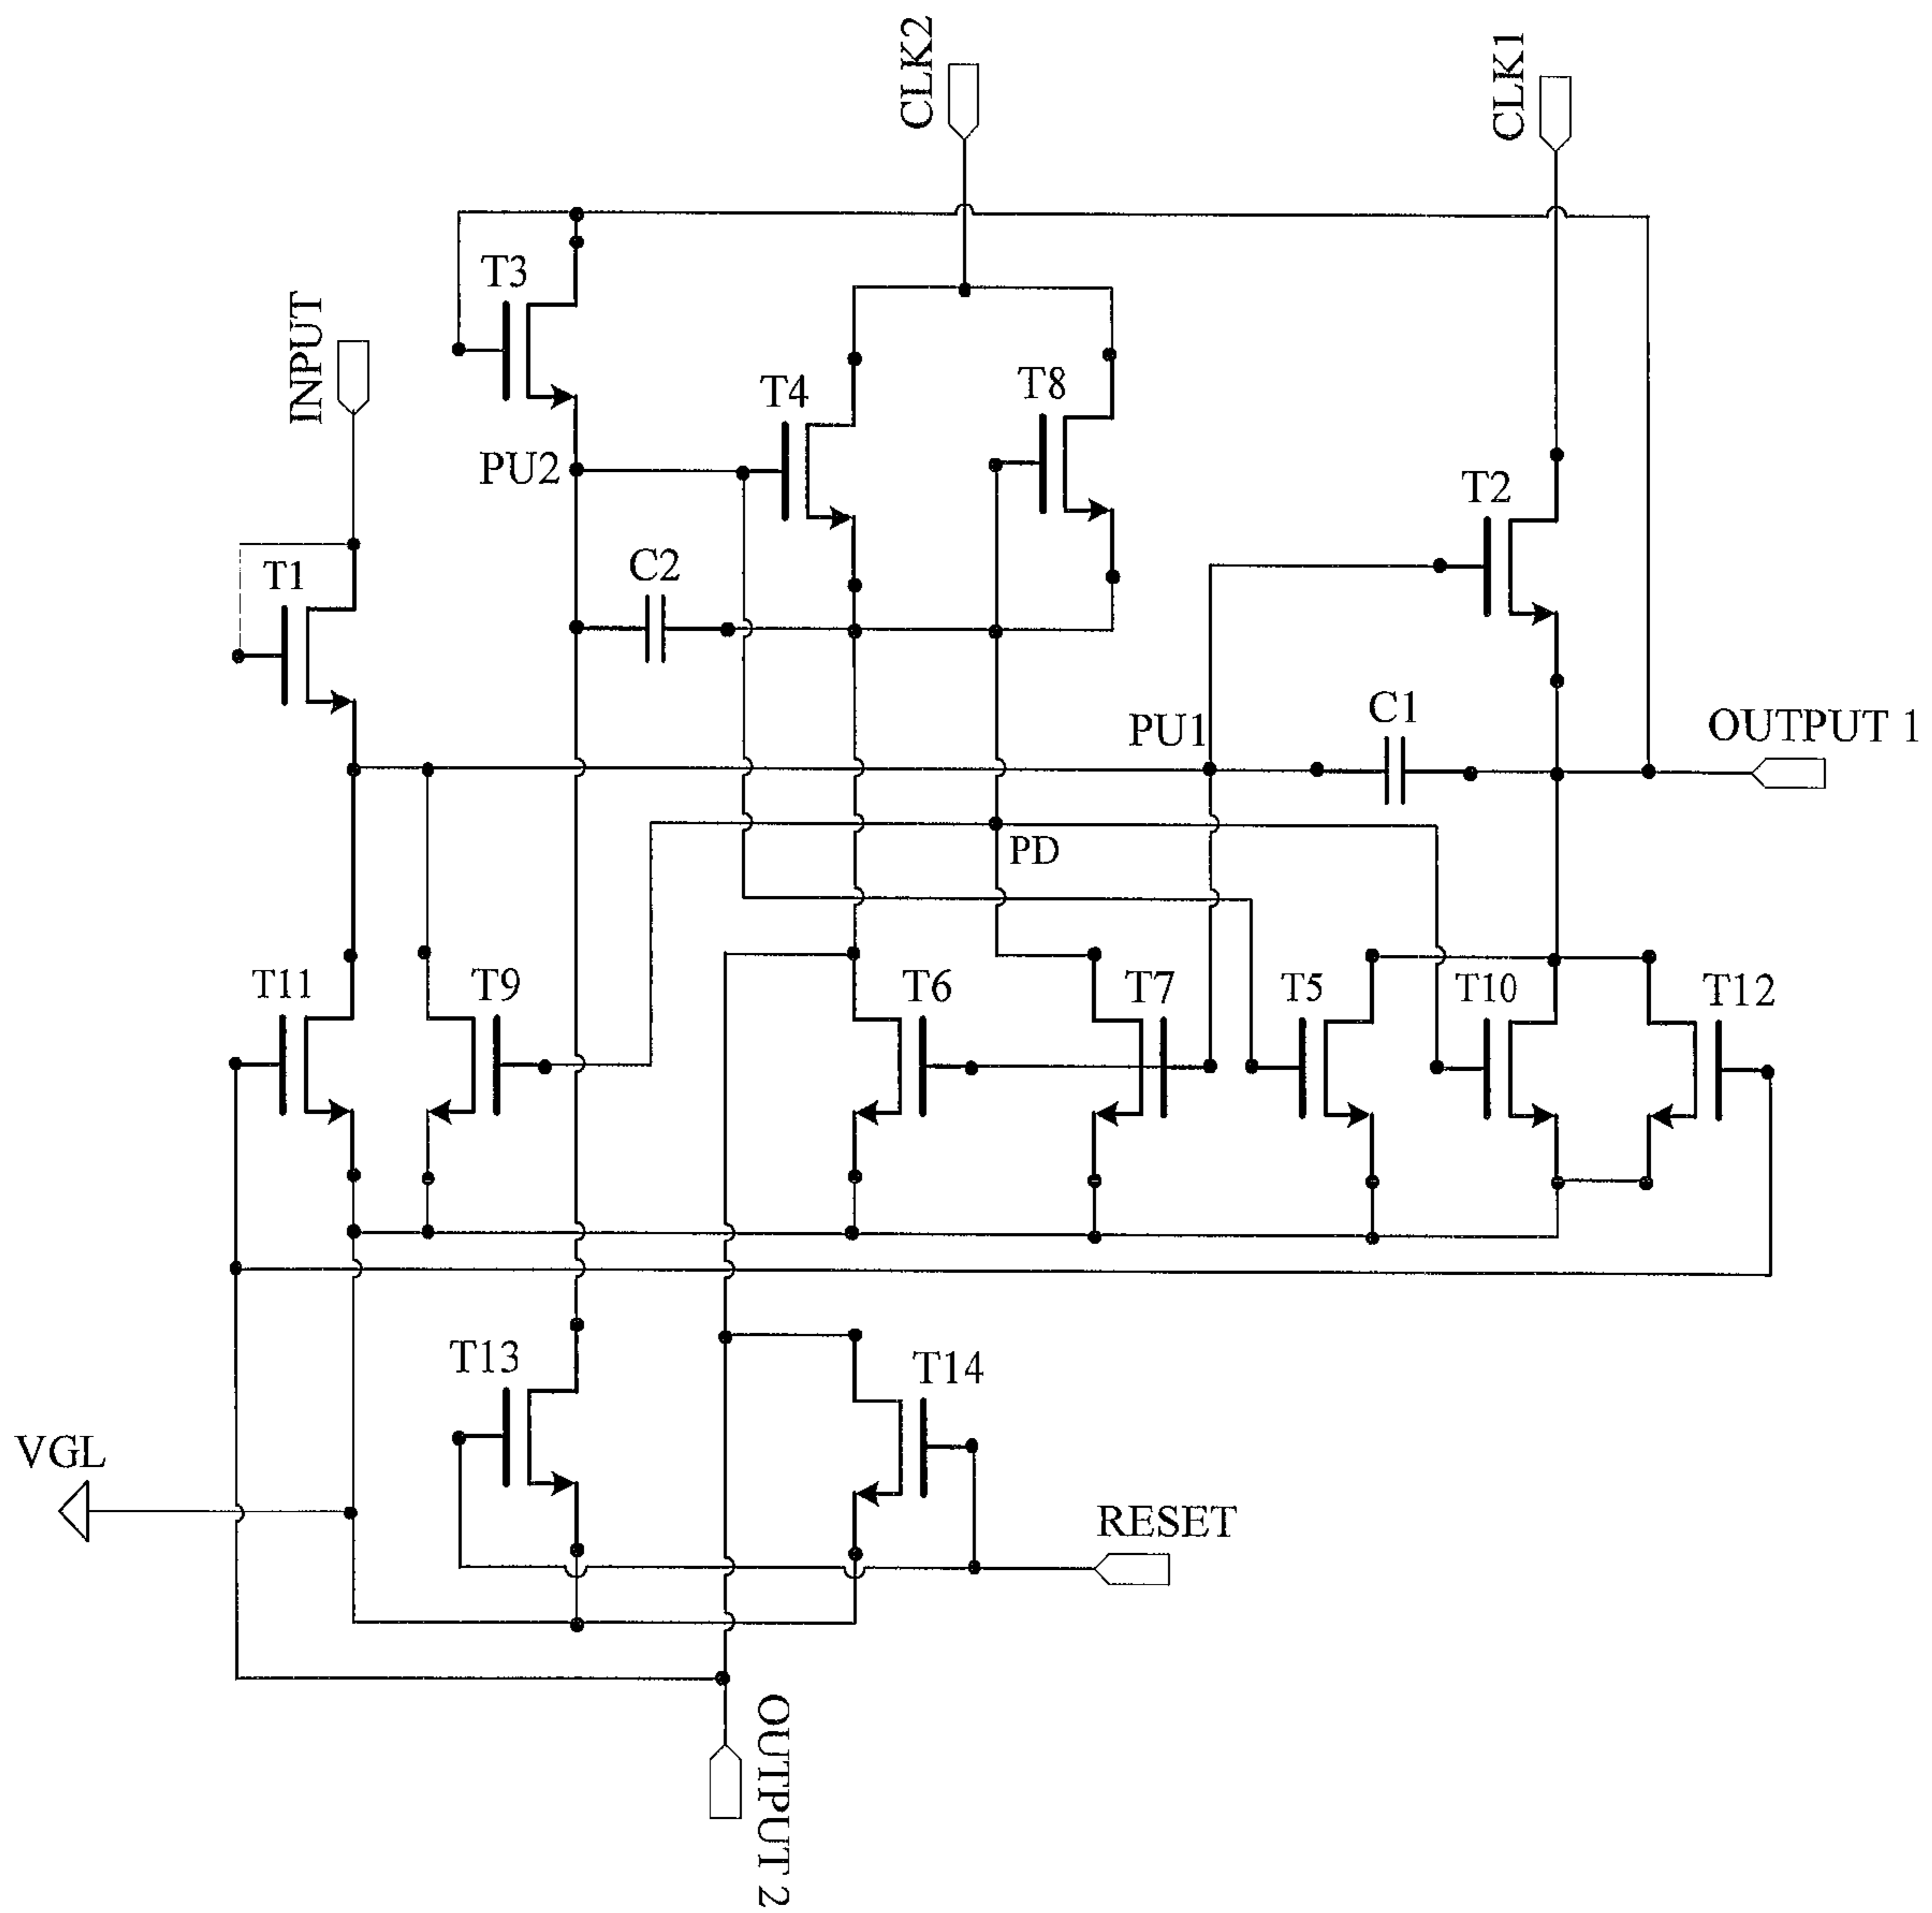 CLK2
CLK1
T3
INPUT
T4
T8
PU2
T2
C2
T1
C1
PU1
OUTPUT 1
PD
T11
T9
T6
T7
T5
T10
T12
T13
T14
VGL
RESET
OUTPUT 2